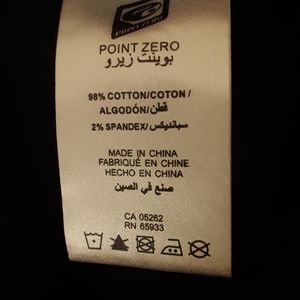 POINT ZERO
POINT ZERO
بوينت زيرو
98% COTTON/COTON/
ALGODÓN/قطن
2% SPANDEX/سبانديكس
MADE IN CHINA
FABRIQUÉ EN CHINE
HECHO EN CHINA
صنع في الصين
CA 05262
RN 65933